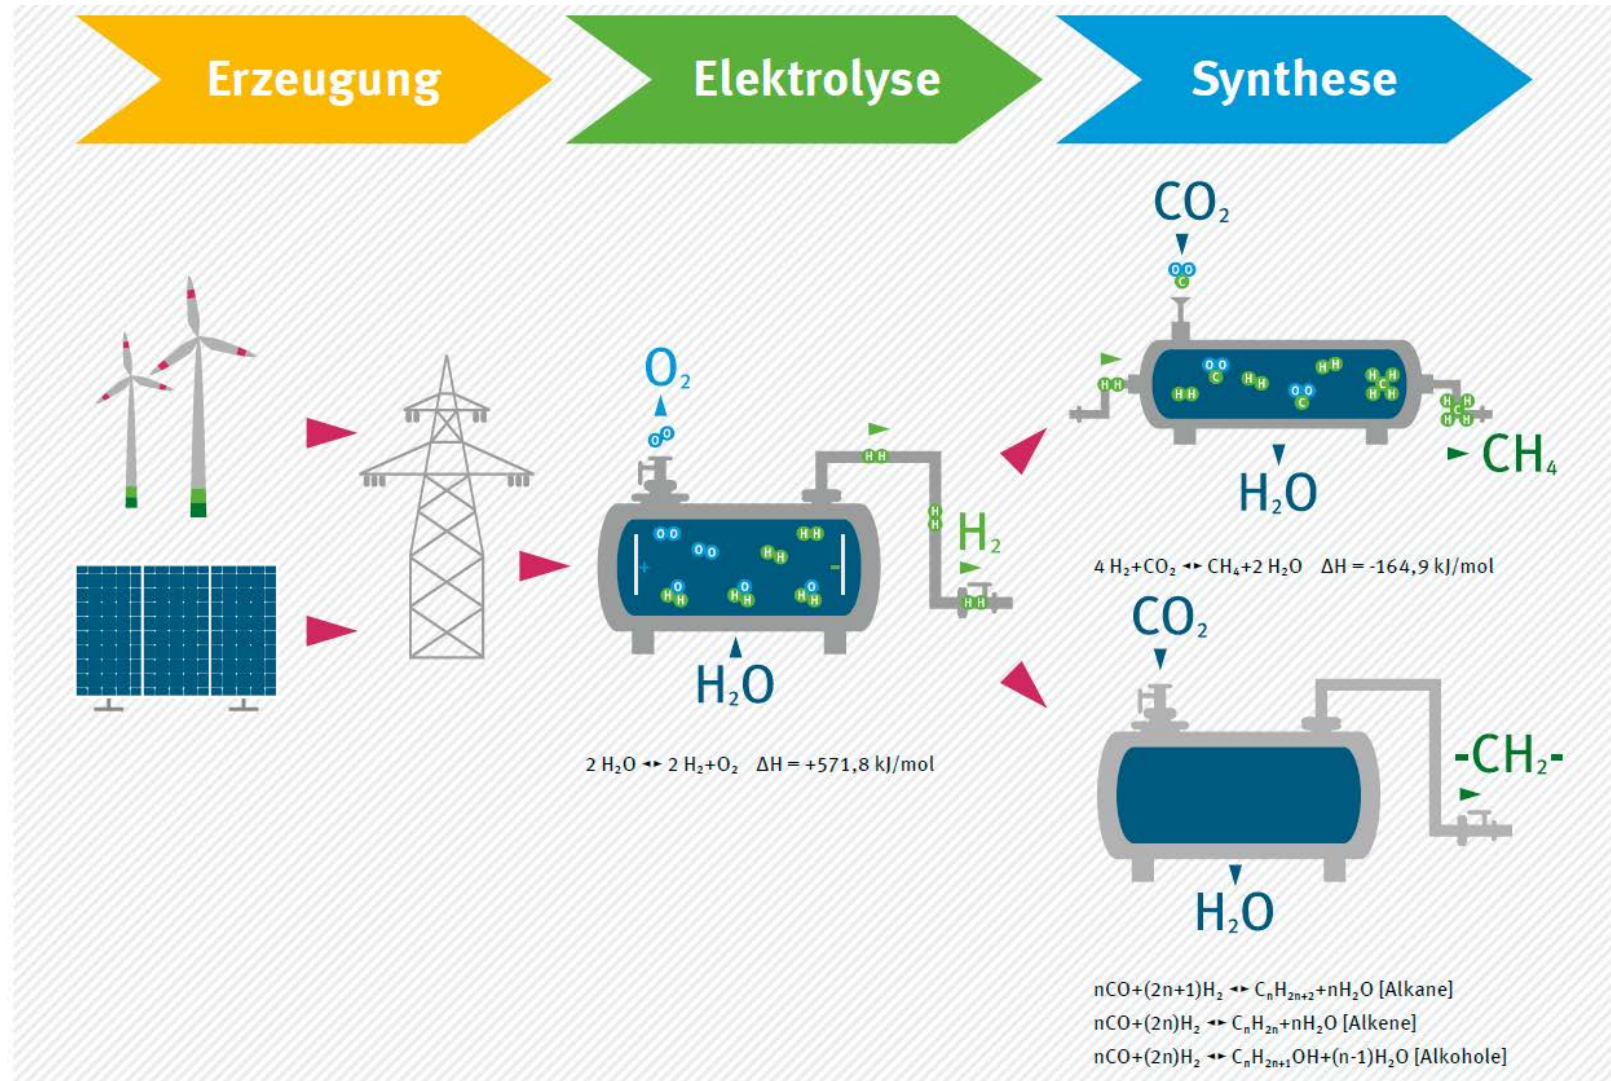 Erzeugung
Elektrolyse
Synthese
CO₂
O O
C
O₂
O O
H H
H H
H₂
H H
O O
O O
H H
H H
+
-
O
H H
O
H H
O
H H
H₂O
2 H₂O ◄► 2 H₂+O₂ ΔH = +571,8 kJ/mol
H H
O O
C
H H
H H
H H
O O
C
H H
C
H H
H H
C
H H
CH₄
H₂O
4 H₂+CO₂ ◄► CH₄+2 H₂O ΔH = -164,9 kJ/mol
CO₂
-CH₂-
H₂O
nCO+(2n+1)H₂ ◄► CₙH₂ₙ₊₂+nH₂O [Alkane]
nCO+(2n)H₂ ◄► CₙH₂ₙ+nH₂O [Alkene]
nCO+(2n)H₂ ◄► CₙH₂ₙ₊₁OH+(n-1)H₂O [Alkohole]